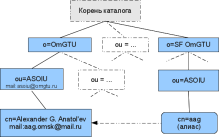 Корень каталога
o=OmGTU
ou = ...
o=SF OmGTU
ou=ASOIU
mail:asoiu@omgtu.ru
ou = ...
ou=ASOIU
cn=Alexander G. Anatol'ev
mail:aag.omsk@mail.ru
cn=aag
(алиас)